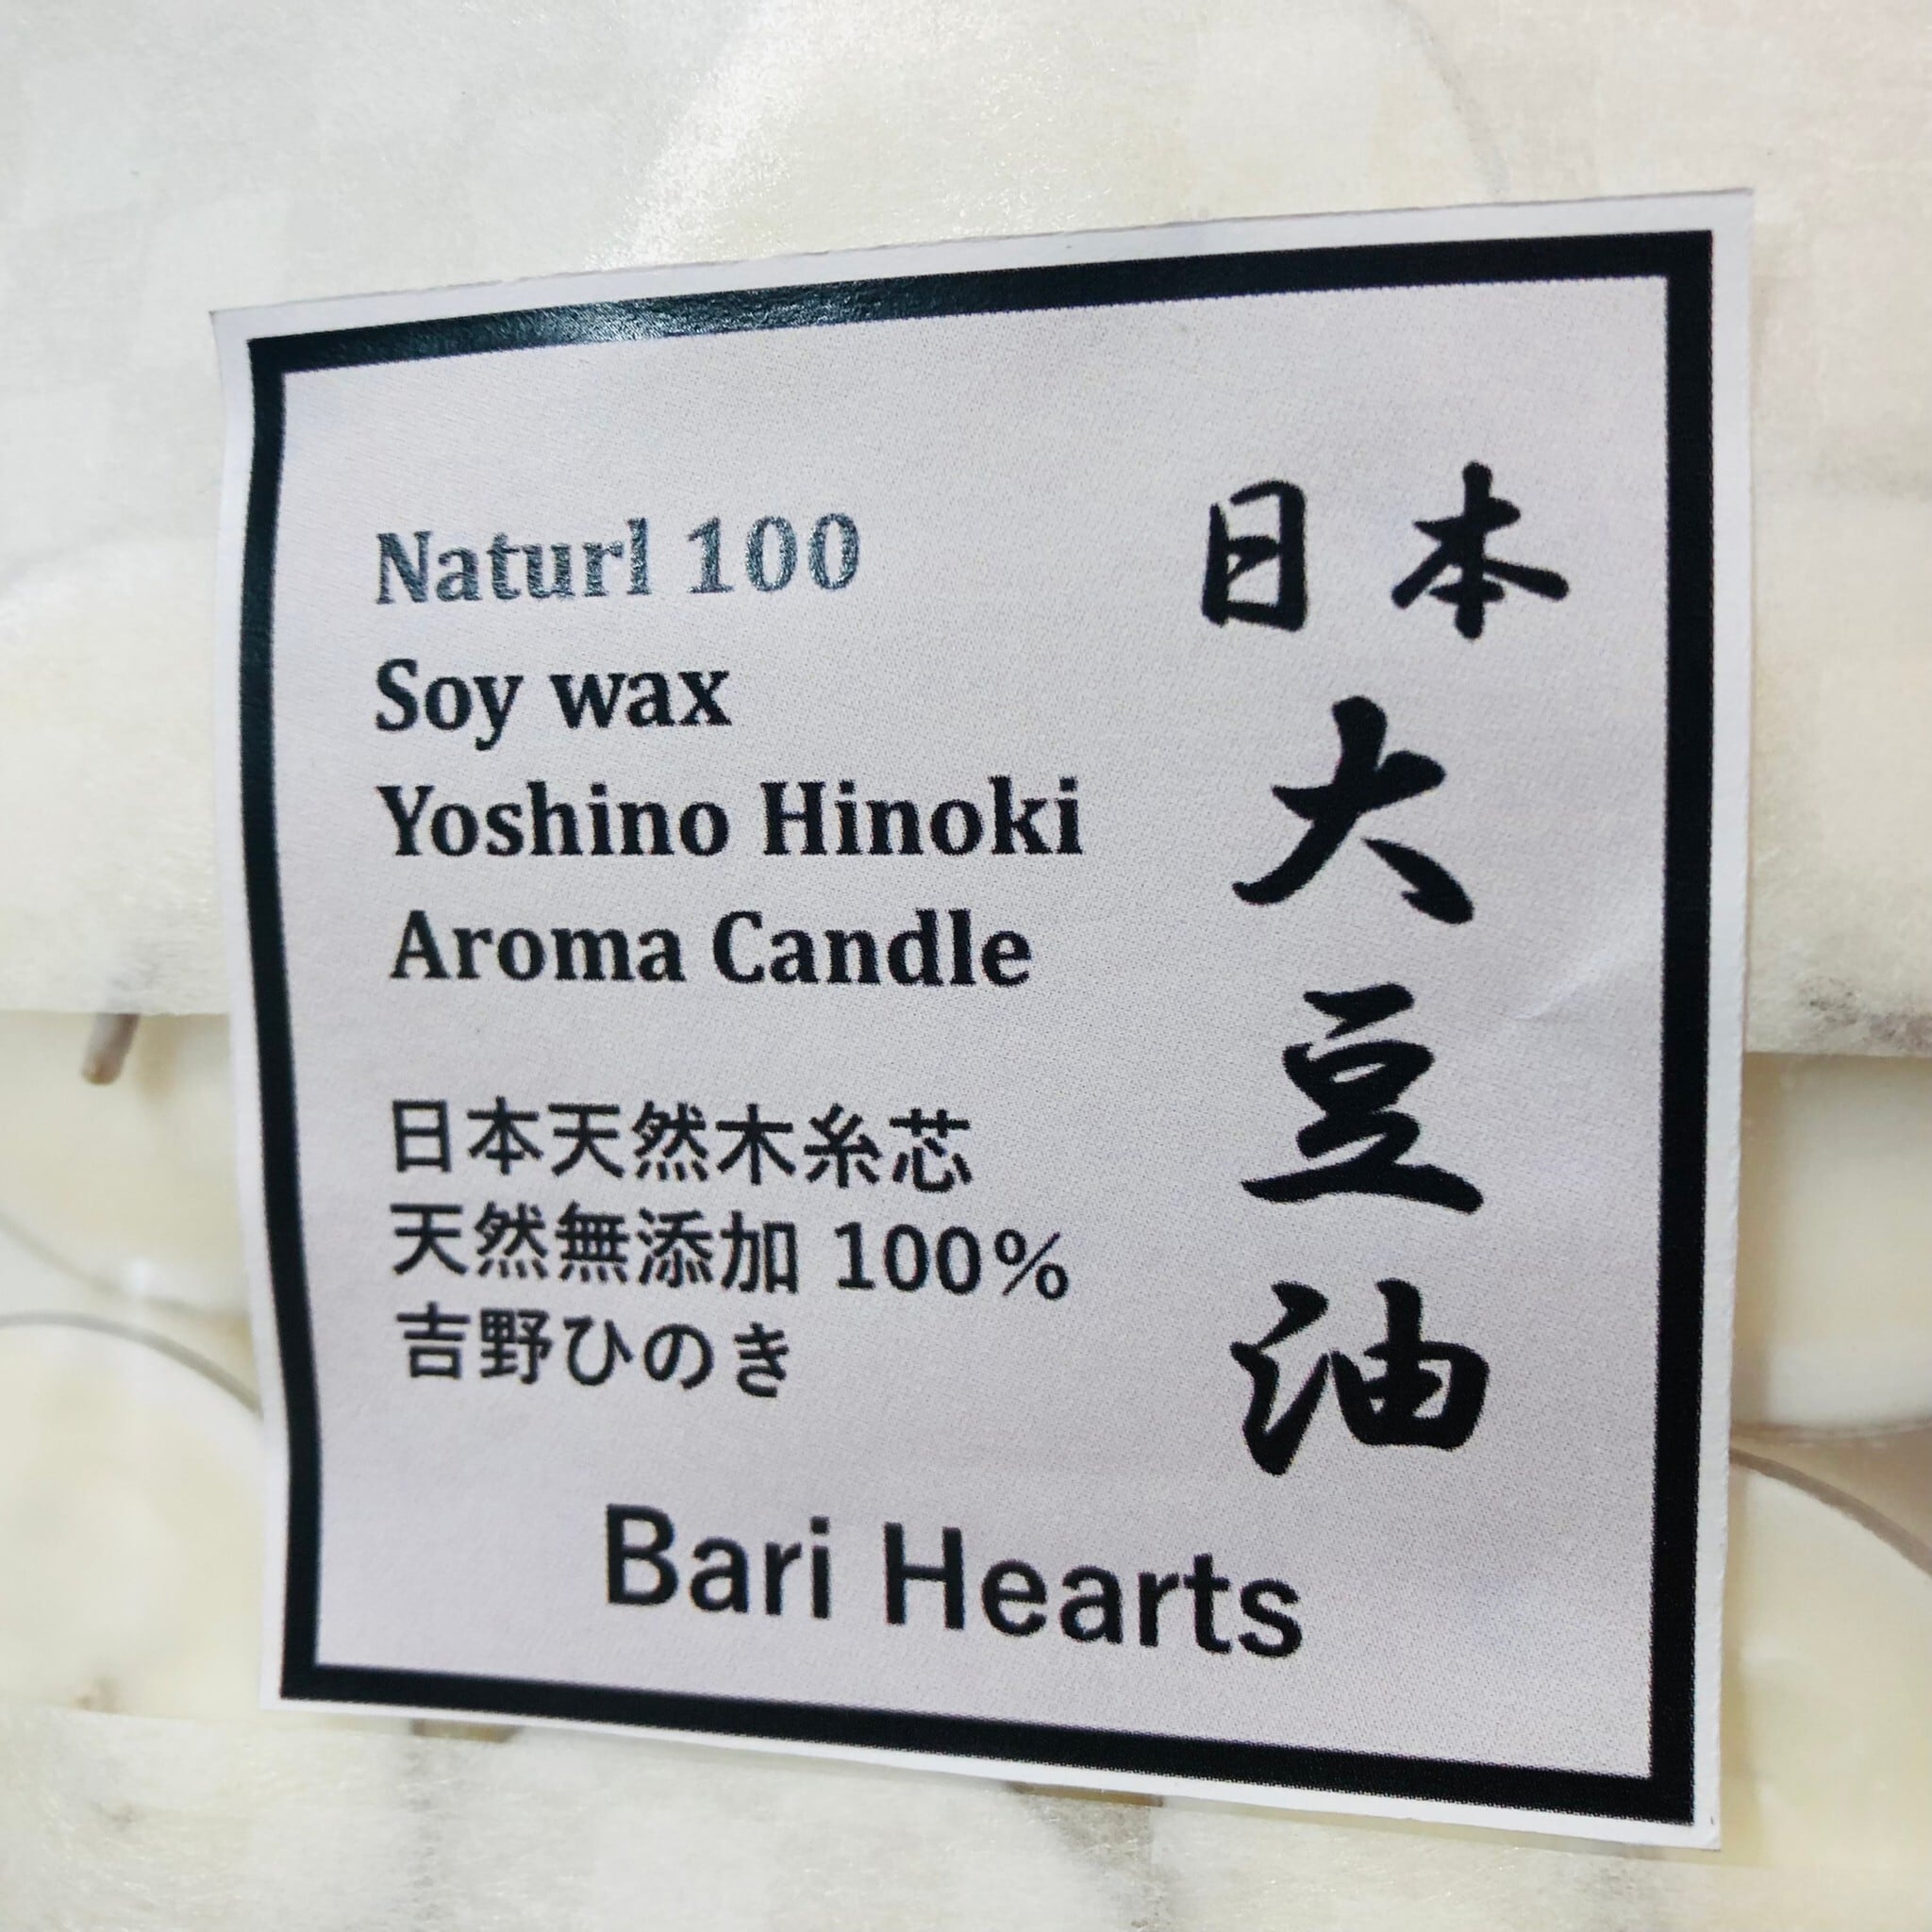 Naturl 100
Soy wax
Yoshino Hinoki
Aroma Candle
日本天然木糸芯
天然無添加 100%
吉野ひのき
日本
大
豆
油
Bari Hearts